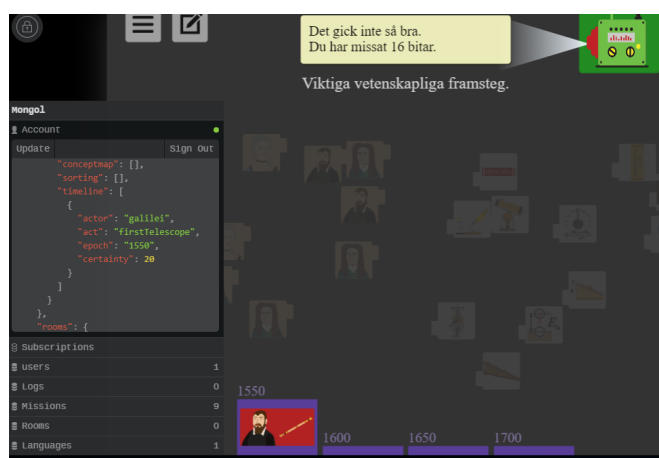 Det gick inte så bra.
Du har missat 16 bitar.
Viktiga vetenskapliga framsteg.
Mongol
Account
Update Sign Out
"conceptmap": [],
"sorting": [],
"timeline": [
{
"actor": "galilei",
"act": "firstTelescope",
"epoch": "1550",
"certainty": 20
}
]
}
},
"rooms": {
Subscriptions
users 1
Logs 0
Missions 9
Rooms 0
Languages 1
1550
1600 1650 1700